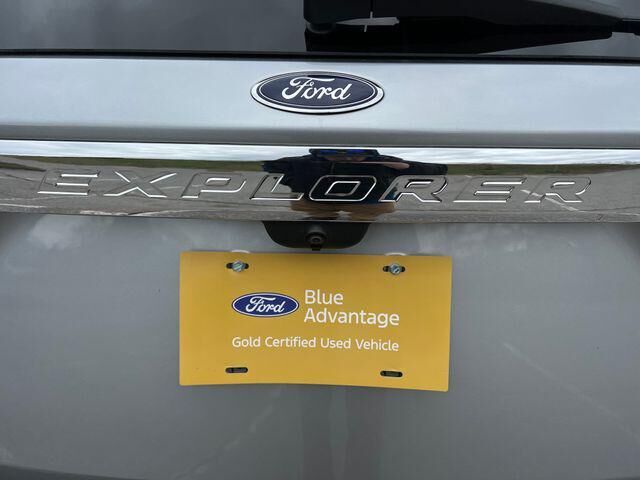 Ford
EXPLORER
Ford
Blue
Advantage
Gold Certified Used Vehicle